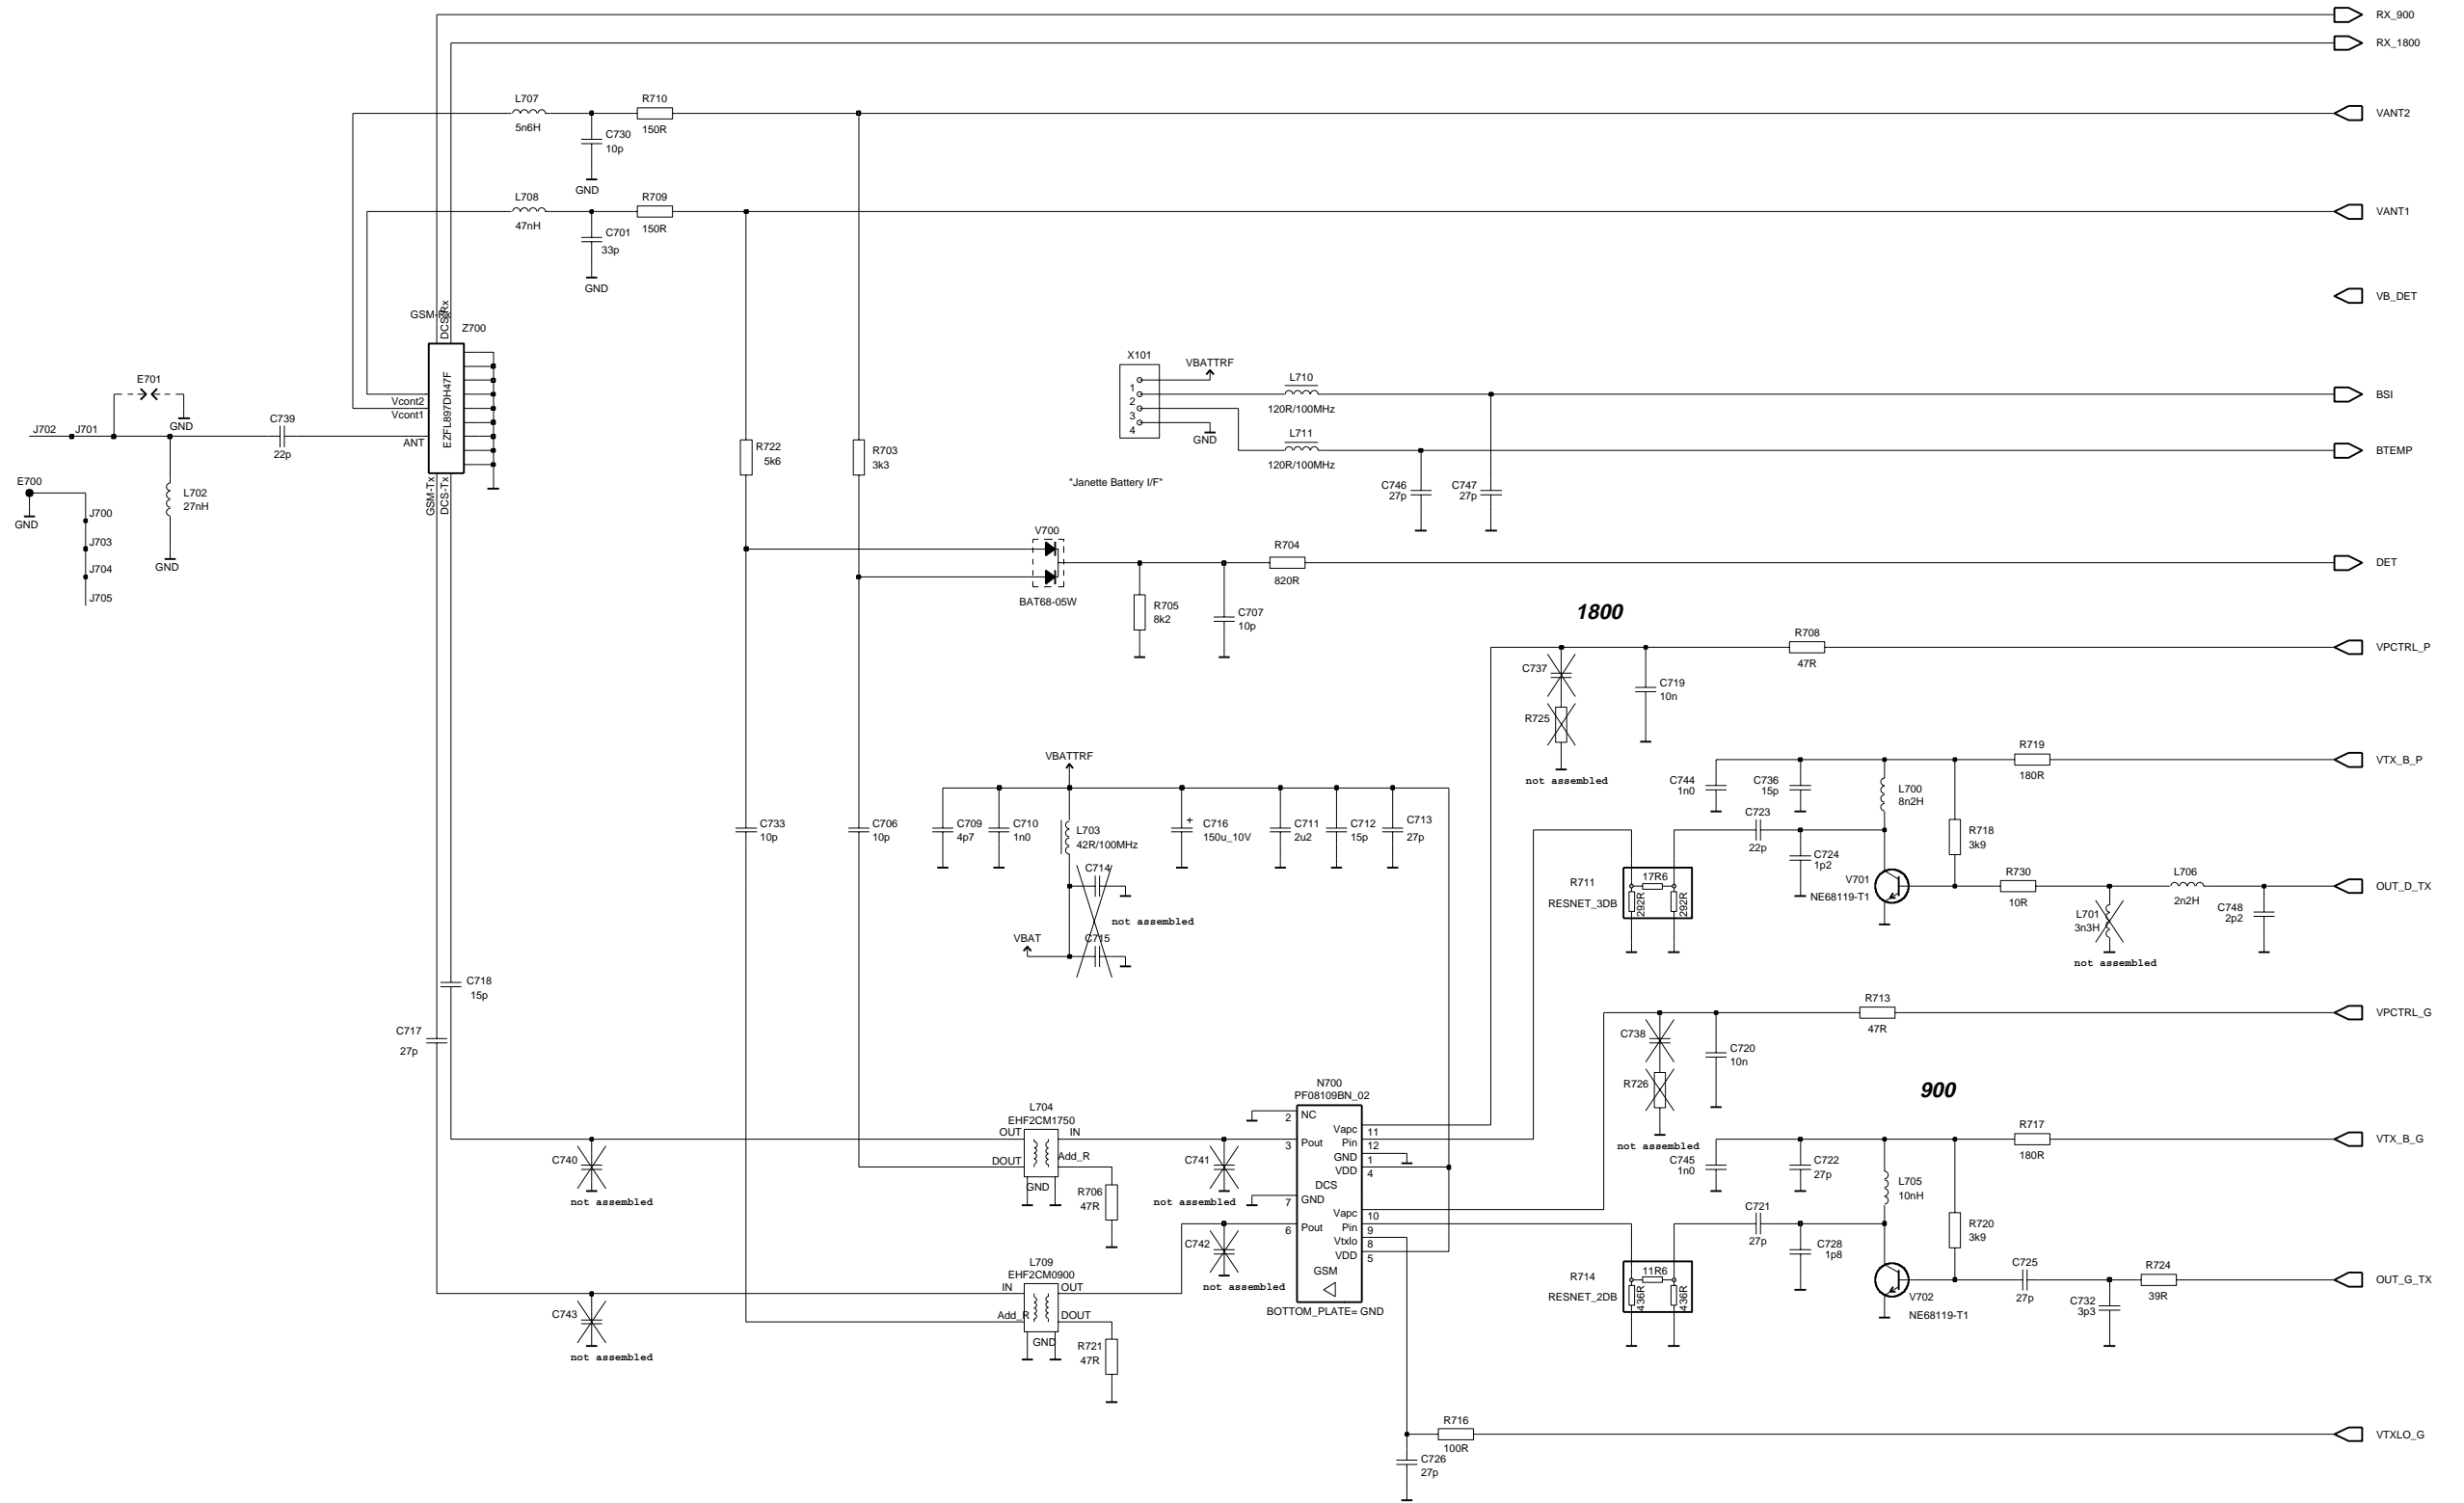 RX_900
RX_1800
L707
5n6H
R710
150R
C730
10p
GND
VANT2
L708
47nH
R709
150R
C701
33p
GND
VANT1
VB_DET
GSM-Rx
DCS-Rx
Z700
EZFL897DH47F
Vcont2
Vcont1
ANT
GSM-Tx
DCS-Tx
E701
GND
J702
J701
C739
22p
L702
27nH
GND
E700
GND
J700
J703
J704
J705
X101
VBATTRF
1
2
3
4
GND
L710
120R/100MHz
BSI
L711
120R/100MHz
BTEMP
"Janette Battery I/F"
C746
27p
C747
27p
R722
5k6
R703
3k3
V700
BAT68-05W
R704
820R
DET
R705
8k2
C707
10p
1800
R708
47R
VPCTRL_P
C737
C719
10n
R725
not assembled
R719
180R
VTX_B_P
C744
1n0
C736
15p
L700
8n2H
C723
22p
C724
1p2
R718
3k9
V701
NE68119-T1
R730
10R
L706
2n2H
OUT_D_TX
L701
3n3H
not assembled
C748
2p2
R711
RESNET_3DB
17R6
292R
292R
VBATTRF
C733
10p
C706
10p
C709
4p7
C710
1n0
L703
42R/100MHz
+
C716
150u_10V
C711
2u2
C712
15p
C713
27p
C714
not assembled
VBAT
C715
C718
15p
C717
27p
R713
47R
VPCTRL_G
C738
C720
10n
R726
not assembled
900
N700
PF08109BN_02
2
NC
Vapc
11
3
Pout
Pin
12
GND
1
VDD
4
DCS
7
GND
Vapc
10
6
Pout
Pin
9
Vtxlo
8
VDD
5
GSM
BOTTOM_PLATE= GND
L704
EHF2CM1750
OUT
IN
DOUT
Add_R
GND
R706
47R
C740
not assembled
C741
not assembled
C742
not assembled
L709
EHF2CM0900
IN
OUT
Add_R
DOUT
GND
R721
47R
C743
not assembled
R717
180R
VTX_B_G
C745
1n0
C722
27p
L705
10nH
C721
27p
C728
1p8
R720
3k9
V702
NE68119-T1
C725
27p
R724
39R
OUT_G_TX
C732
3p3
R714
RESNET_2DB
11R6
436R
436R
R716
100R
VTXLO_G
C726
27p